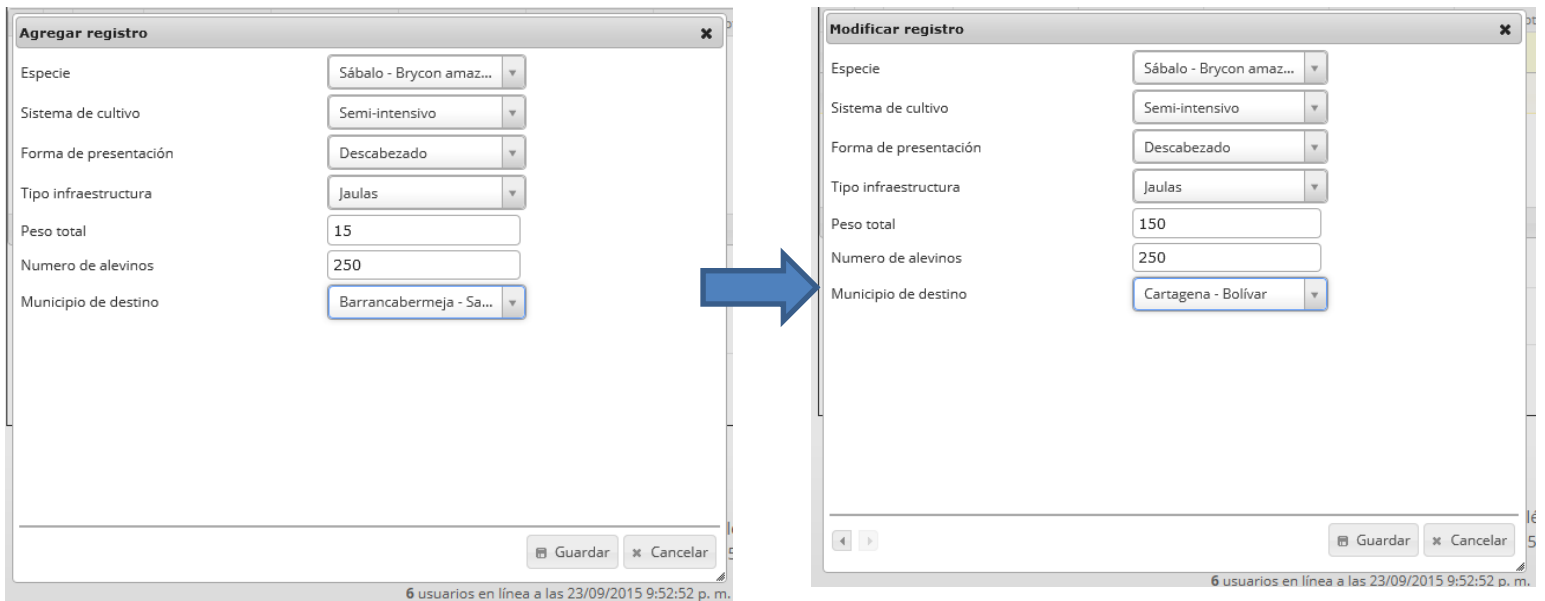 Agregar registro
Especie Sábalo - Brycon amaz...
Sistema de cultivo Semi-intensivo
Forma de presentación Descabezado
Tipo infraestructura Jaulas
Peso total 15
Numero de alevinos 250
Municipio de destino Barrancabermeja - Sa...
Guardar Cancelar
6 usuarios en línea a las 23/09/2015 9:52:52 p. m.
Modificar registro
Especie Sábalo - Brycon amaz...
Sistema de cultivo Semi-intensivo
Forma de presentación Descabezado
Tipo infraestructura Jaulas
Peso total 150
Numero de alevinos 250
Municipio de destino Cartagena - Bolívar
Guardar Cancelar
6 usuarios en línea a las 23/09/2015 9:52:52 p. m.